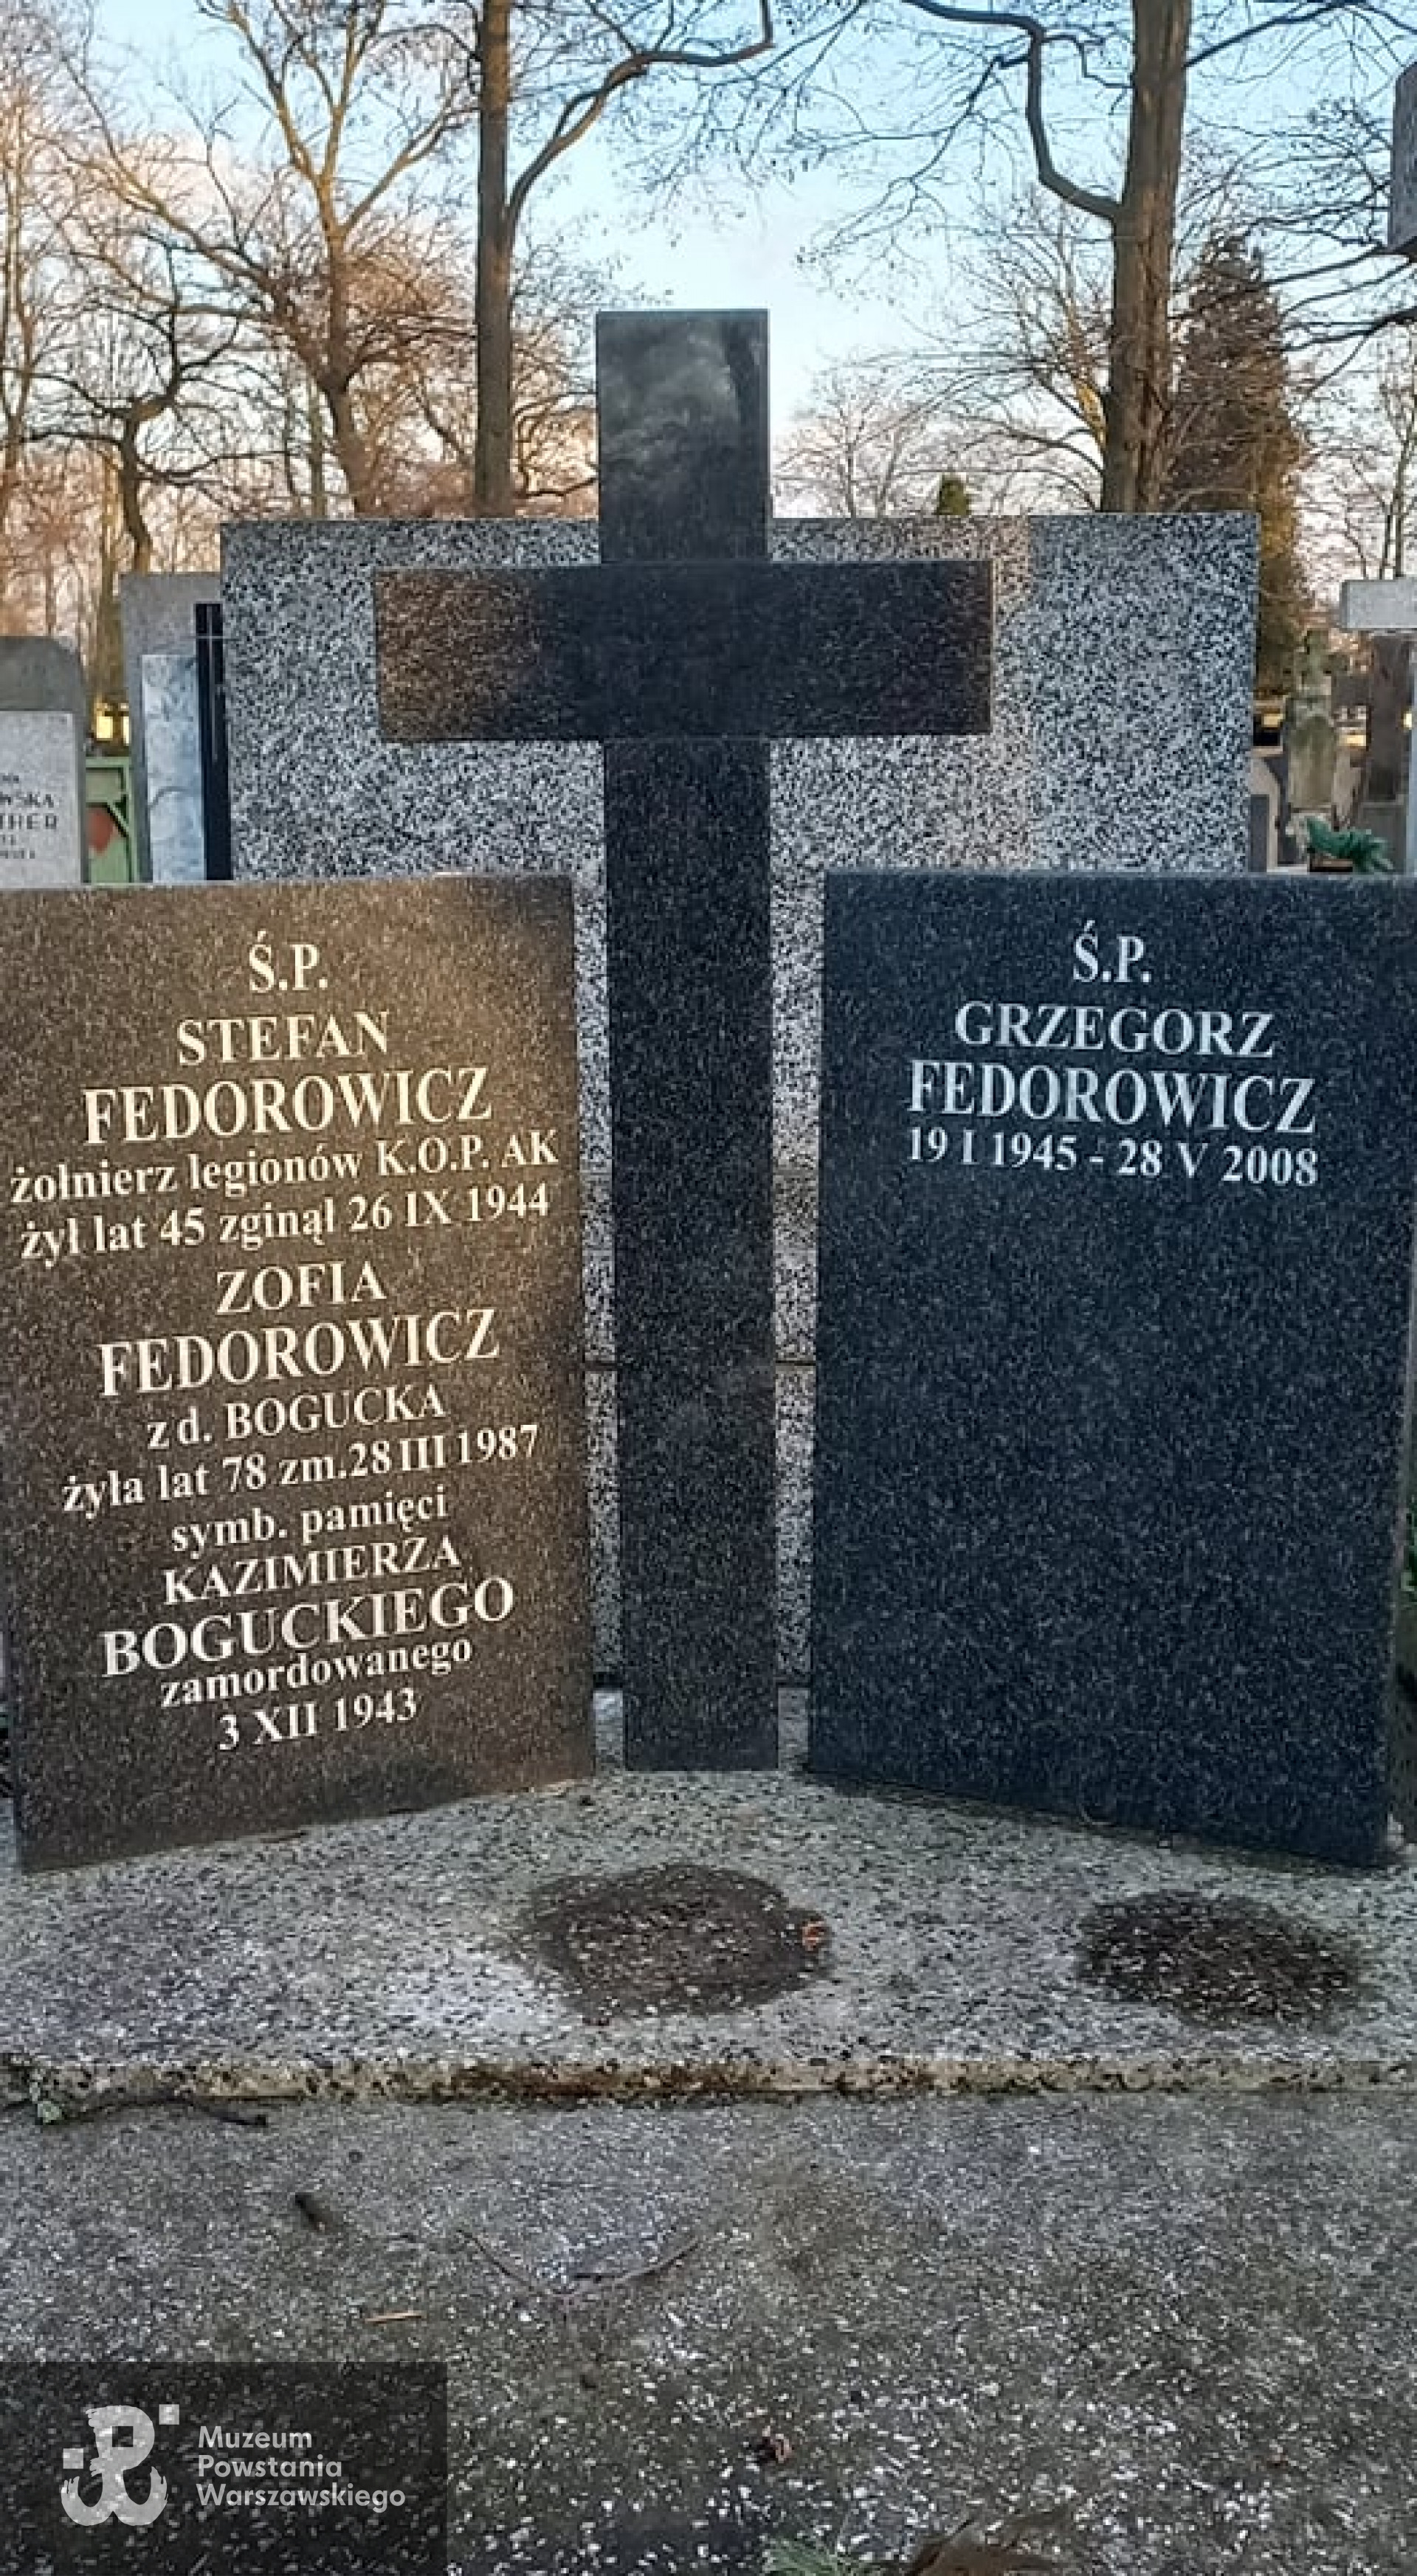 Ś.P.
STEFAN
FEDOROWICZ
żołnierz legionów K.O.P. AK
żył lat 45 zginął 26 IX 1944
ZOFIA
FEDOROWICZ
z d. BOGUCKA
żyła lat 78 zm.28 III 1987
symb. pamięci
KAZIMIERZA
BOGUCKIEGO
zamordowanego
3 XII 1943
Ś.P.
GRZEGORZ
FEDOROWICZ
19 I 1945 - 28 V 2008
Muzeum
Powstania
Warszawskiego